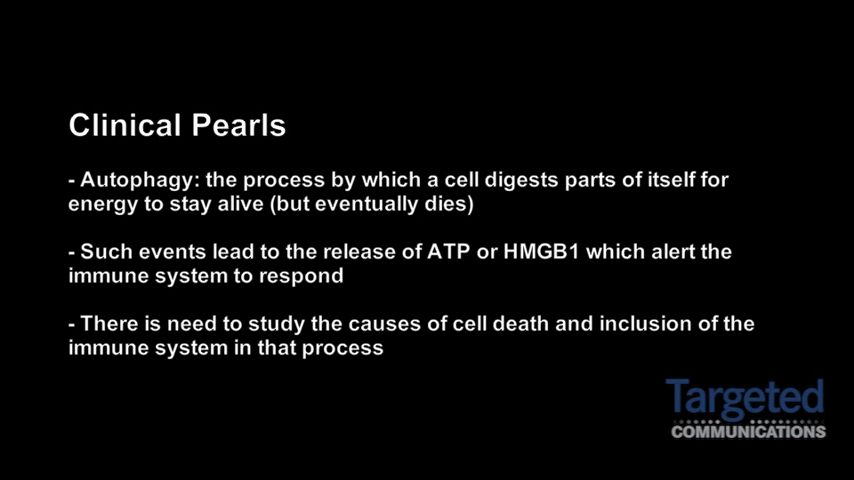 Clinical Pearls
- Autophagy: the process by which a cell digests parts of itself for
energy to stay alive (but eventually dies)
- Such events lead to the release of ATP or HMGB1 which alert the
immune system to respond
- There is need to study the causes of cell death and inclusion of the
immune system in that process
Targeted
COMMUNICATIONS